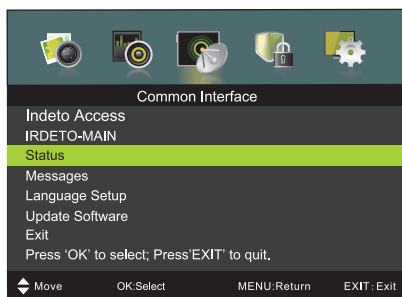 Common Interface
Indeto Access
IRDETO-MAIN
Status
Messages
Language Setup
Update Software
Exit
Press ‘OK’ to select; Press‘EXIT’ to quit.
Move OK:Select MENU:Return EXIT:Exit